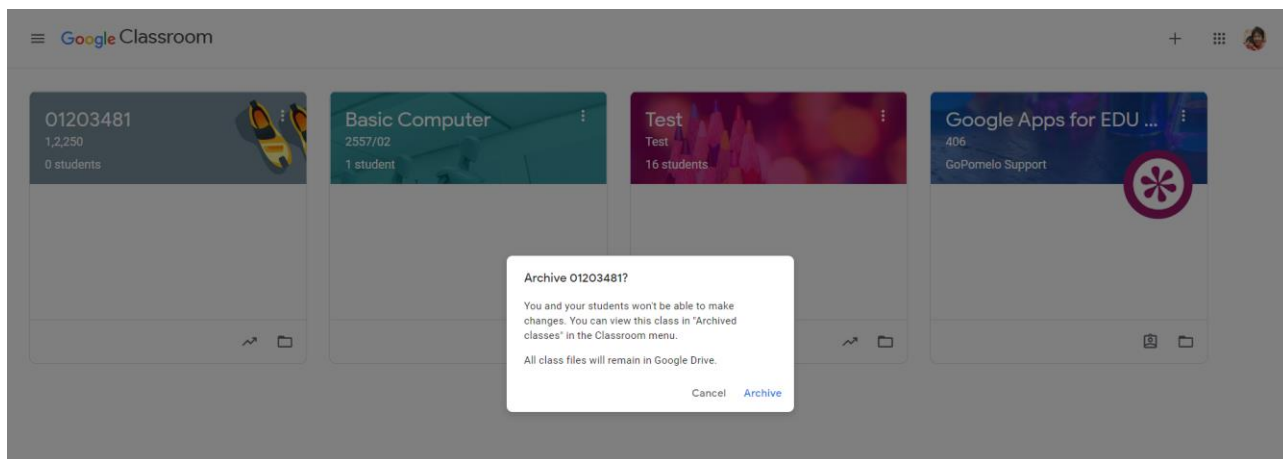 Google Classroom
01203481
1,2,250
0 students
Basic Computer
2557/02
1 student
Test
Test
16 students
Google Apps for EDU ...
406
GoPomelo Support
Archive 01203481?
You and your students won't be able to make
changes. You can view this class in "Archived
classes" in the Classroom menu.
All class files will remain in Google Drive.
Cancel Archive